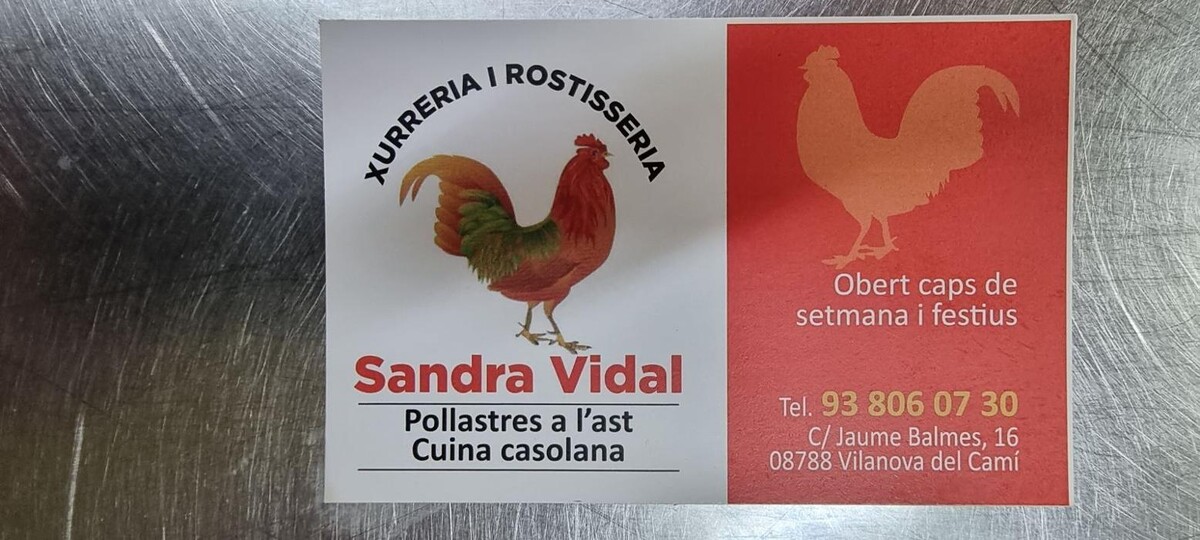 XURRERIA I ROSTISSERIA
Sandra Vidal
Pollastres a l'ast
Cuina casolana
Obert caps de
setmana i festius
Tel. 93 806 07 30
C/ Jaume Balmes, 16
08788 Vilanova del Camí